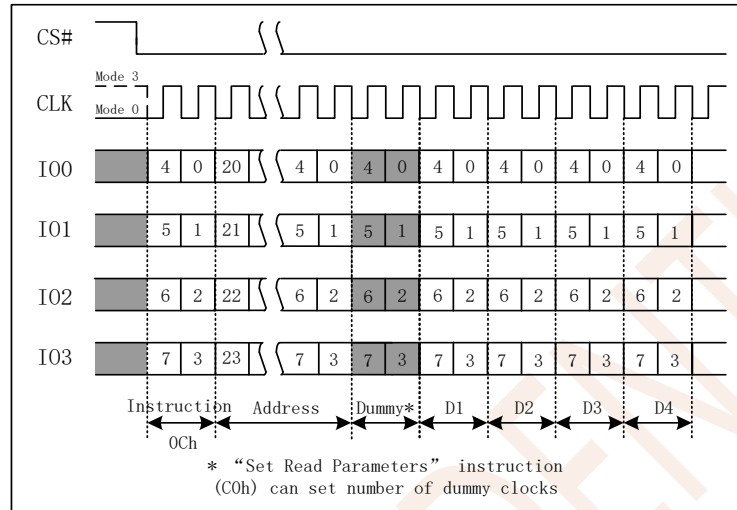 CS#
Mode 3
CLK
Mode 0
IO0 4 0 20 4 0 4 0 4 0 4 0 4 0 4 0
IO1 5 1 21 5 1 5 1 5 1 5 1 5 1 5 1
IO2 6 2 22 6 2 6 2 6 2 6 2 6 2 6 2
IO3 7 3 23 7 3 7 3 7 3 7 3 7 3 7 3
Instruction Address Dummy* D1 D2 D3 D4
0Ch
* “Set Read Parameters” instruction
(C0h) can set number of dummy clocks